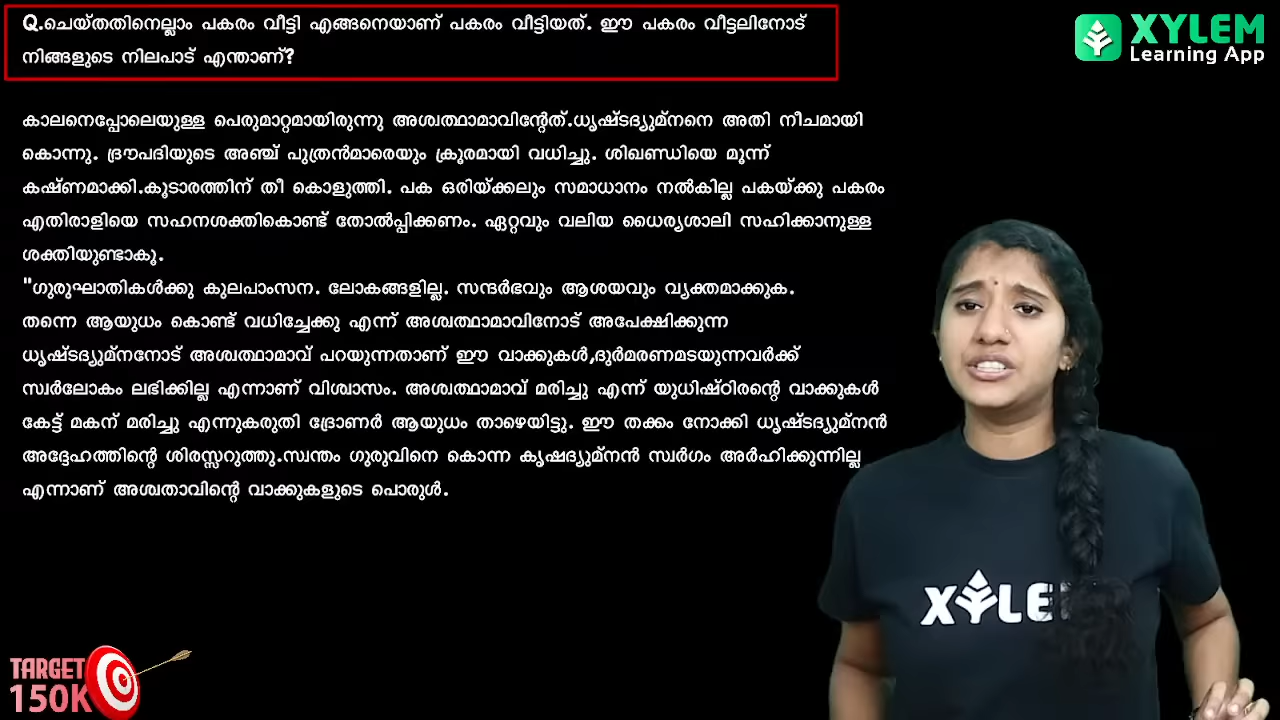 Q.ചെയ്തതിനെല്ലാം പകരം വീട്ടി എങ്ങനെയാണ് പകരം വീട്ടിയത്. ഈ പകരം വീട്ടലിനോട്
നിങ്ങളുടെ നിലപാട് എന്താണ്?
XYLEM
Learning App
കാലനെപ്പോലെയുള്ള പെരുമാറ്റമായിരുന്നു അശ്വത്ഥാമാവിന്റേത്.ധൃഷ്ടദ്യുമ്നനെ അതി നീചമായി
കൊന്നു. ദ്രൗപദിയുടെ അഞ്ച് പുത്രൻമാരെയും ക്രൂരമായി വധിച്ചു. ശിഖണ്ഡിയെ മൂന്ന്
കഷ്ണമാക്കി.കൂടാരത്തിന് തീ കൊളുത്തി. പക ഒരിയ്ക്കലും സമാധാനം നൽകില്ല പകയ്ക്കു പകരം
എതിരാളിയെ സഹനശക്തികൊണ്ട് തോൽപ്പിക്കണം. ഏറ്റവും വലിയ ധൈര്യശാലി സഹിക്കാനുള്ള
ശക്തിയുണ്ടാകൂ.
"ഗുരുഘാതികൾക്കു കുലപാംസന. ലോകങ്ങളില്ല. സന്ദർഭവും ആശയവും വ്യക്തമാക്കുക.
തന്നെ ആയുധം കൊണ്ട് വധിച്ചേക്കു എന്ന് അശ്വത്ഥാമാവിനോട് അപേക്ഷിക്കുന്ന
ധൃഷ്ടദ്യുമ്നനോട് അശ്വത്ഥാമാവ് പറയുന്നതാണ് ഈ വാക്കുകൾ,ദുർമരണമടയുന്നവർക്ക്
സ്വർലോകം ലഭിക്കില്ല എന്നാണ് വിശ്വാസം. അശ്വത്ഥാമാവ് മരിച്ചു എന്ന് യുധിഷ്ഠിരന്റെ വാക്കുകൾ
കേട്ട് മകന് മരിച്ചു എന്നുകരുതി ദ്രോണർ ആയുധം താഴെയിട്ടു. ഈ തക്കം നോക്കി ധൃഷ്ടദ്യുമ്നൻ
അദ്ദേഹത്തിന്റെ ശിരസ്സറുത്തു.സ്വന്തം ഗുരുവിനെ കൊന്ന കൃഷദ്യുമ്നൻ സ്വർഗം അർഹിക്കുന്നില്ല
എന്നാണ് അശ്വതാവിന്റെ വാക്കുകളുടെ പൊരുൾ.
XYLE
TARGET
150K